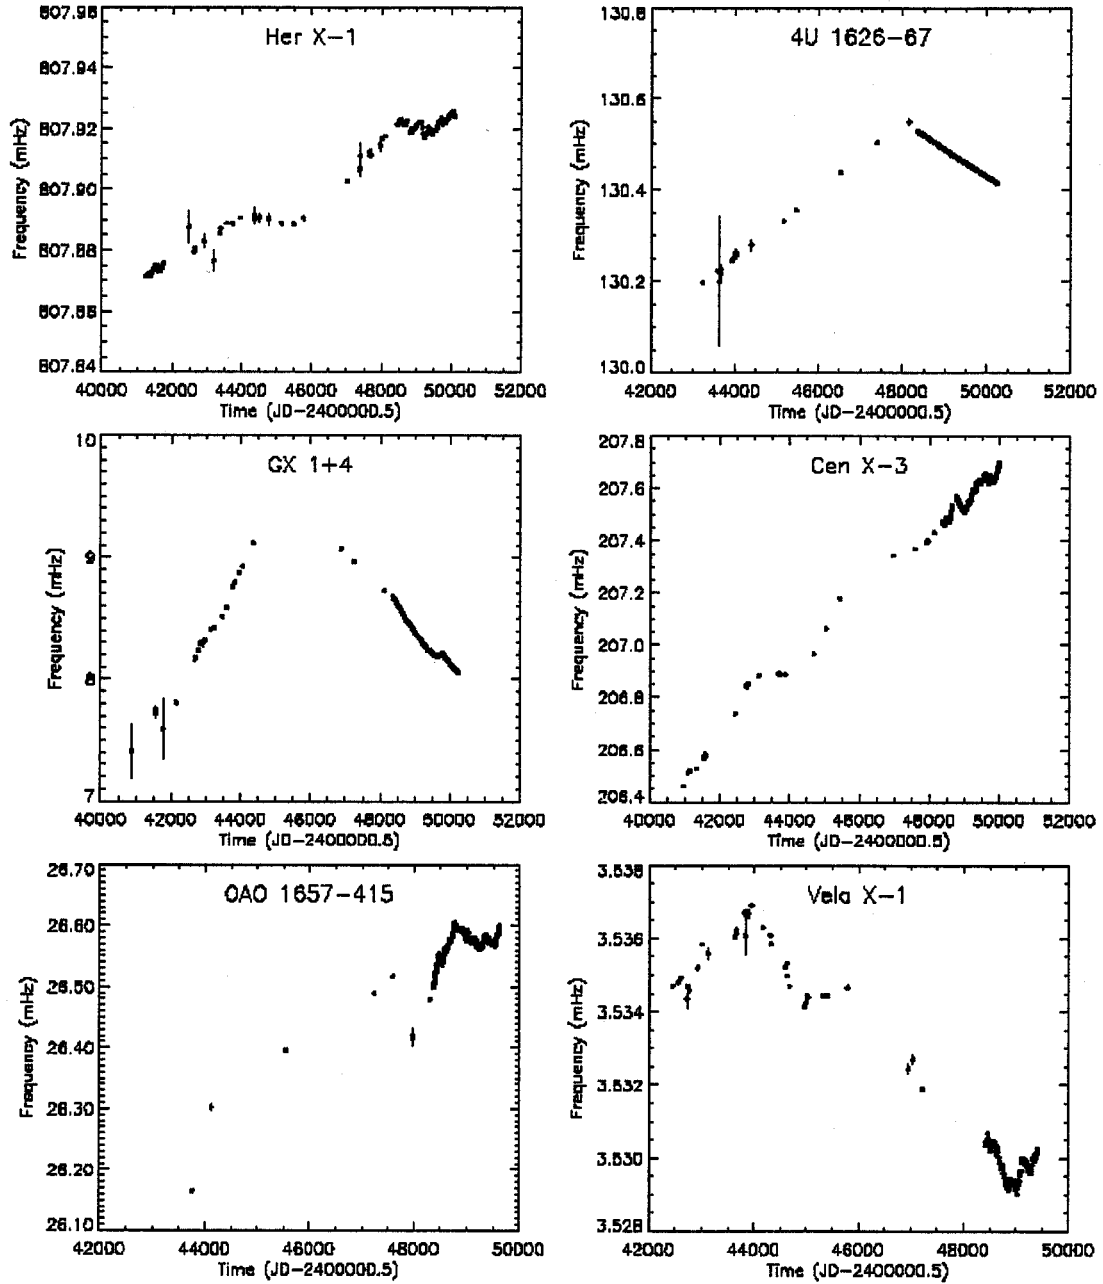 Her X-1
Frequency (mHz)
807.96
807.94
807.92
807.90
807.88
807.86
807.84
40000 42000 44000 46000 48000 50000 52000
Time (JD-2400000.5)
4U 1626-67
Frequency (mHz)
130.8
130.6
130.4
130.2
130.0
42000 44000 46000 48000 50000 52000
Time (JD-2400000.5)
GX 1+4
Frequency (mHz)
10
9
8
7
40000 42000 44000 46000 48000 50000 52000
Time (JD-2400000.5)
Cen X-3
Frequency (mHz)
207.8
207.6
207.4
207.2
207.0
206.8
206.6
206.4
40000 42000 44000 46000 48000 50000 52000
Time (JD-2400000.5)
OAO 1657-415
Frequency (mHz)
26.70
26.60
26.50
26.40
26.30
26.20
26.10
42000 44000 46000 48000 50000
Time (JD-2400000.5)
Vela X-1
Frequency (mHz)
3.538
3.536
3.534
3.532
3.530
3.528
44000 46000 48000 50000
Time (JD-2400000.5)